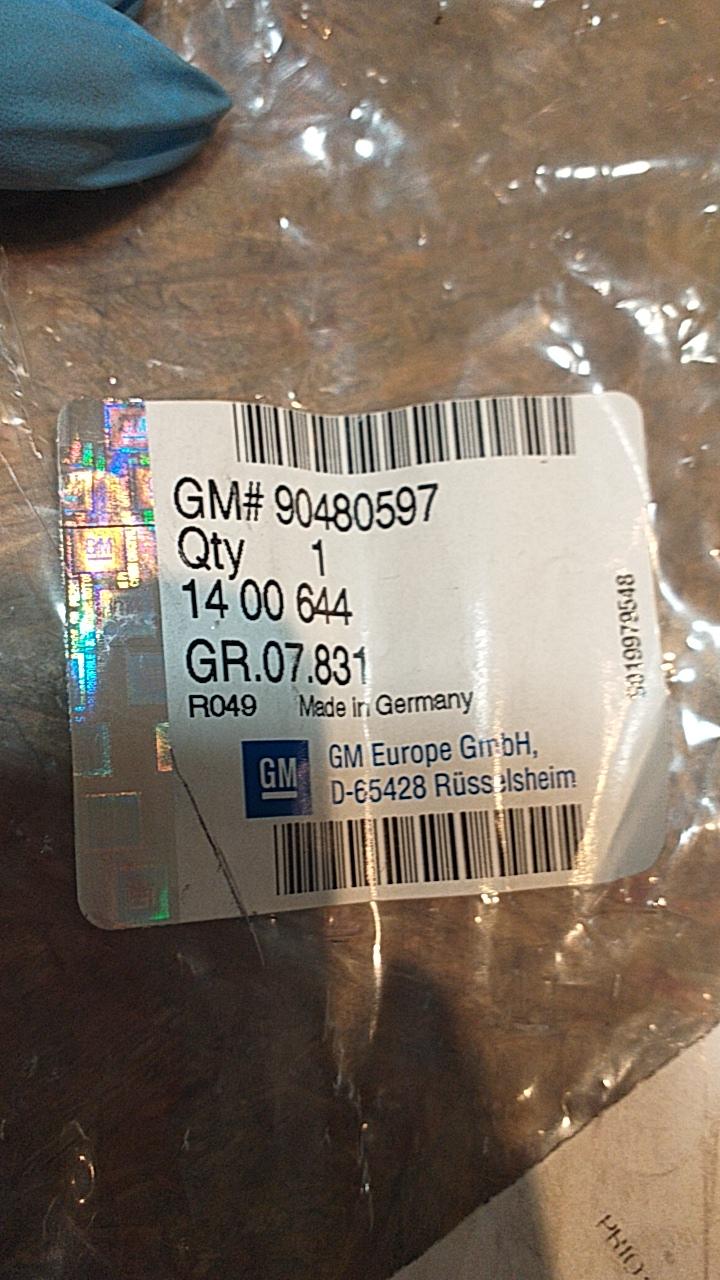 GM# 90480597
Qty 1
14 00 644
GR.07.831
R049 Made in Germany
GM
GM Europe GmbH,
D-65428 Rüsselsheim